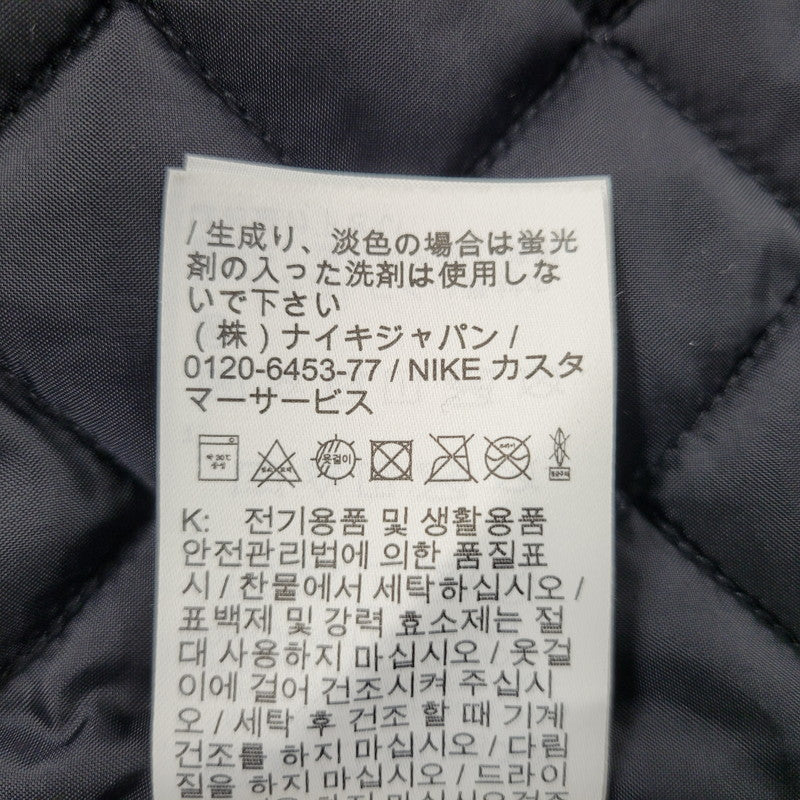 / 生成り、淡色の場合は蛍光
剤の入った洗剤は使用しな
いで下さい
(株) ナイキジャパン /
0120-6453-77 / NIKE カスタ
マーサービス
옷걸이
K: 전기용품 및 생활용품
안전관리법에 의한 품질표
시 / 찬물에서 세탁하십시오 /
표백제 및 강력 효소제는 절
대 사용하지 마십시오 / 옷걸
이에 걸어 건조시켜 주십시
오 / 세탁 후 건조 할 때 기계
건조를 하지 마십시오 / 다림
질을 하지 마십시오 / 드라이